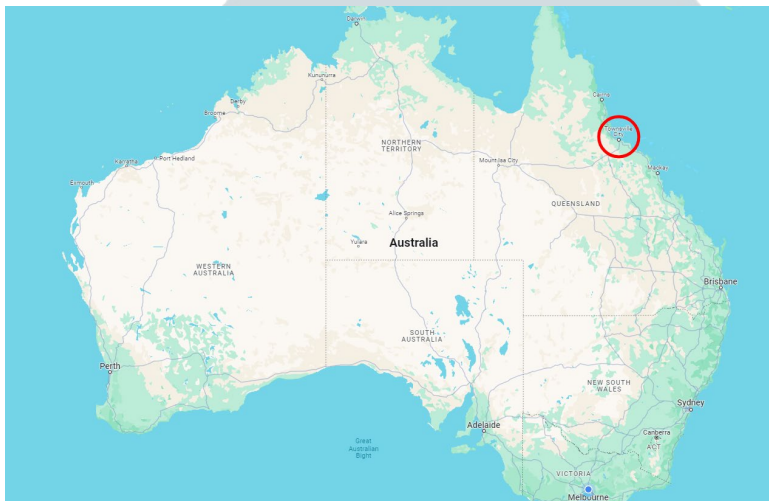 Darwin
Kununurra
Derby
Broome
Port Hedland
Karratha
Exmouth
Cairns
Townsville
City
Mackay
NORTHERN
TERRITORY
Mount Isa City
QUEENSLAND
Alice Springs
Yulara
Australia
WESTERN
AUSTRALIA
Brisbane
SOUTH
AUSTRALIA
Perth
NEW SOUTH
WALES
Sydney
Adelaide
Canberra
ACT
Great
Australian
Bight
VICTORIA
Melbourne